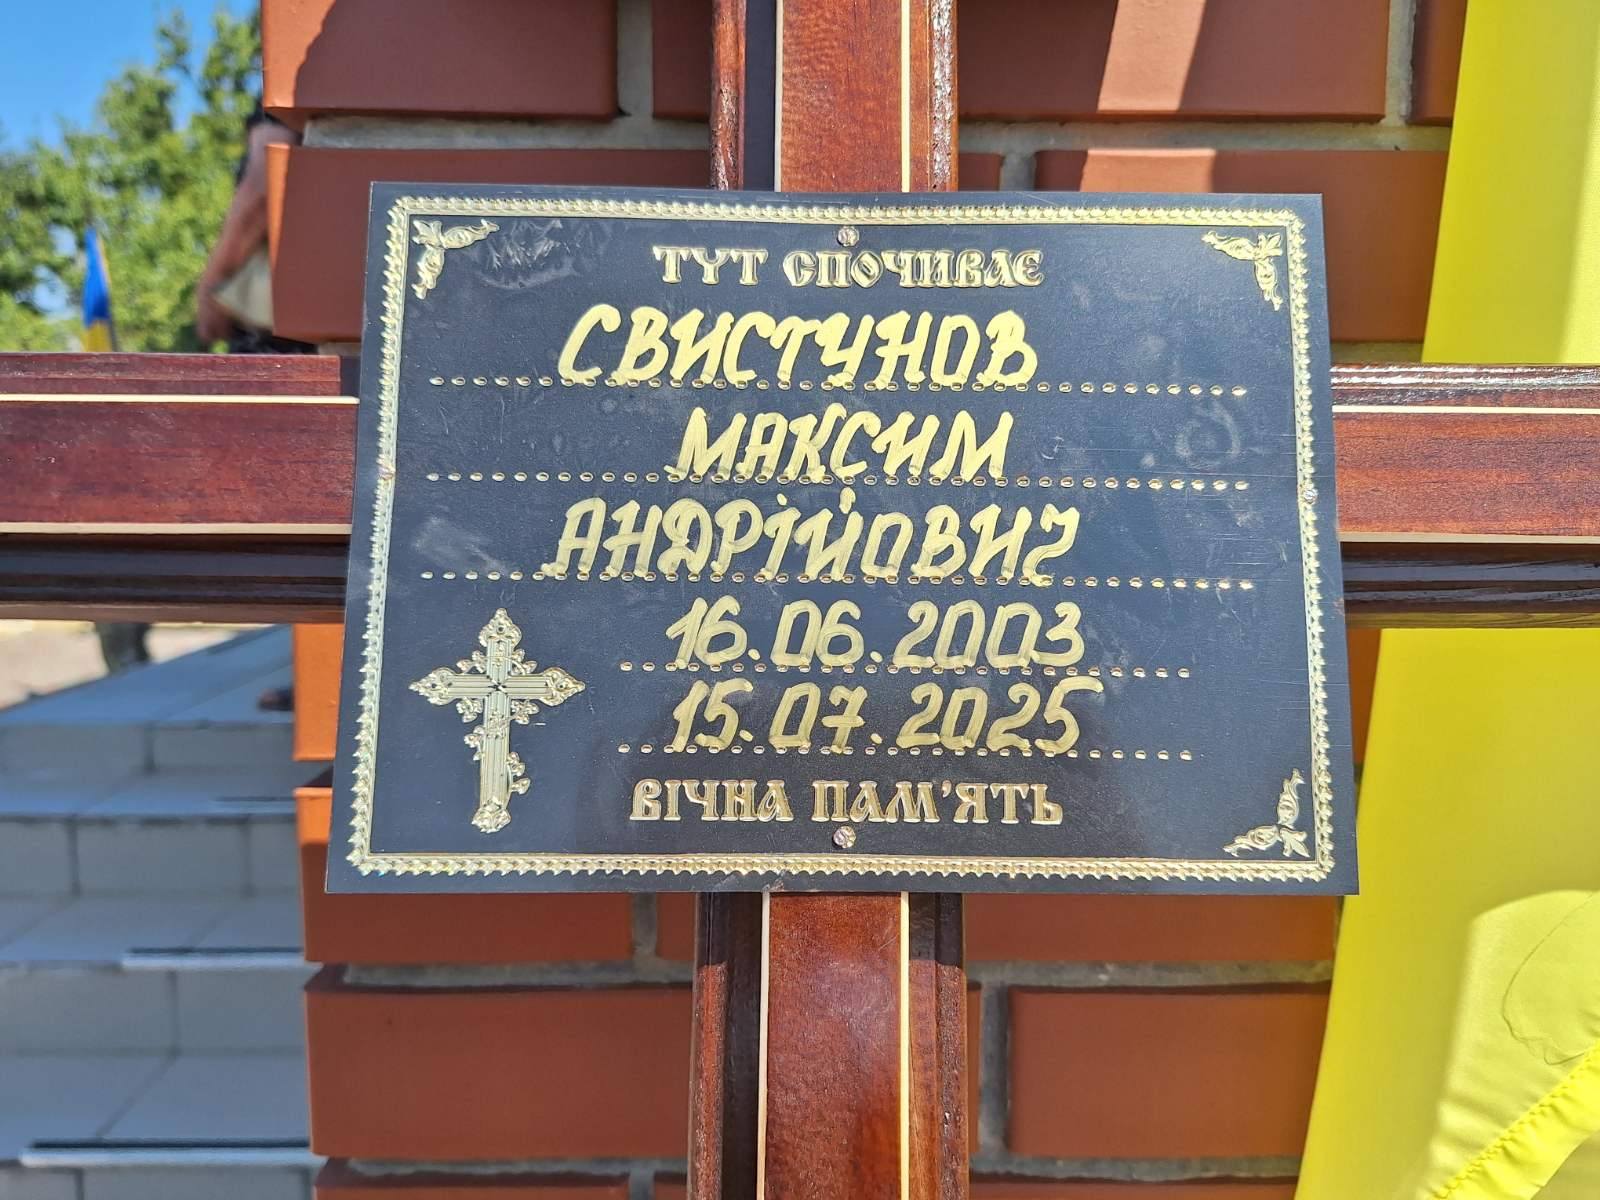 ТУТ СПОЧИВАЄ
СВИСТУНОВ
МАКСИМ
АНДРІЙОВИЧ
16.06.2003
15.07.2025
ВІЧНА ПАМ'ЯТЬ